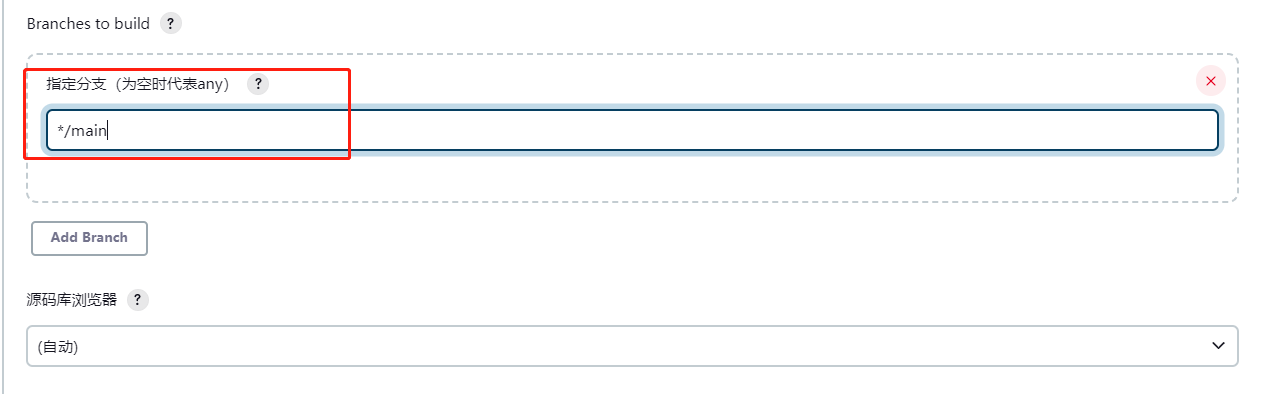 Branches to build ?
指定分支（为空时代表any） ?
*/main
Add Branch
源码库浏览器 ?
(自动)